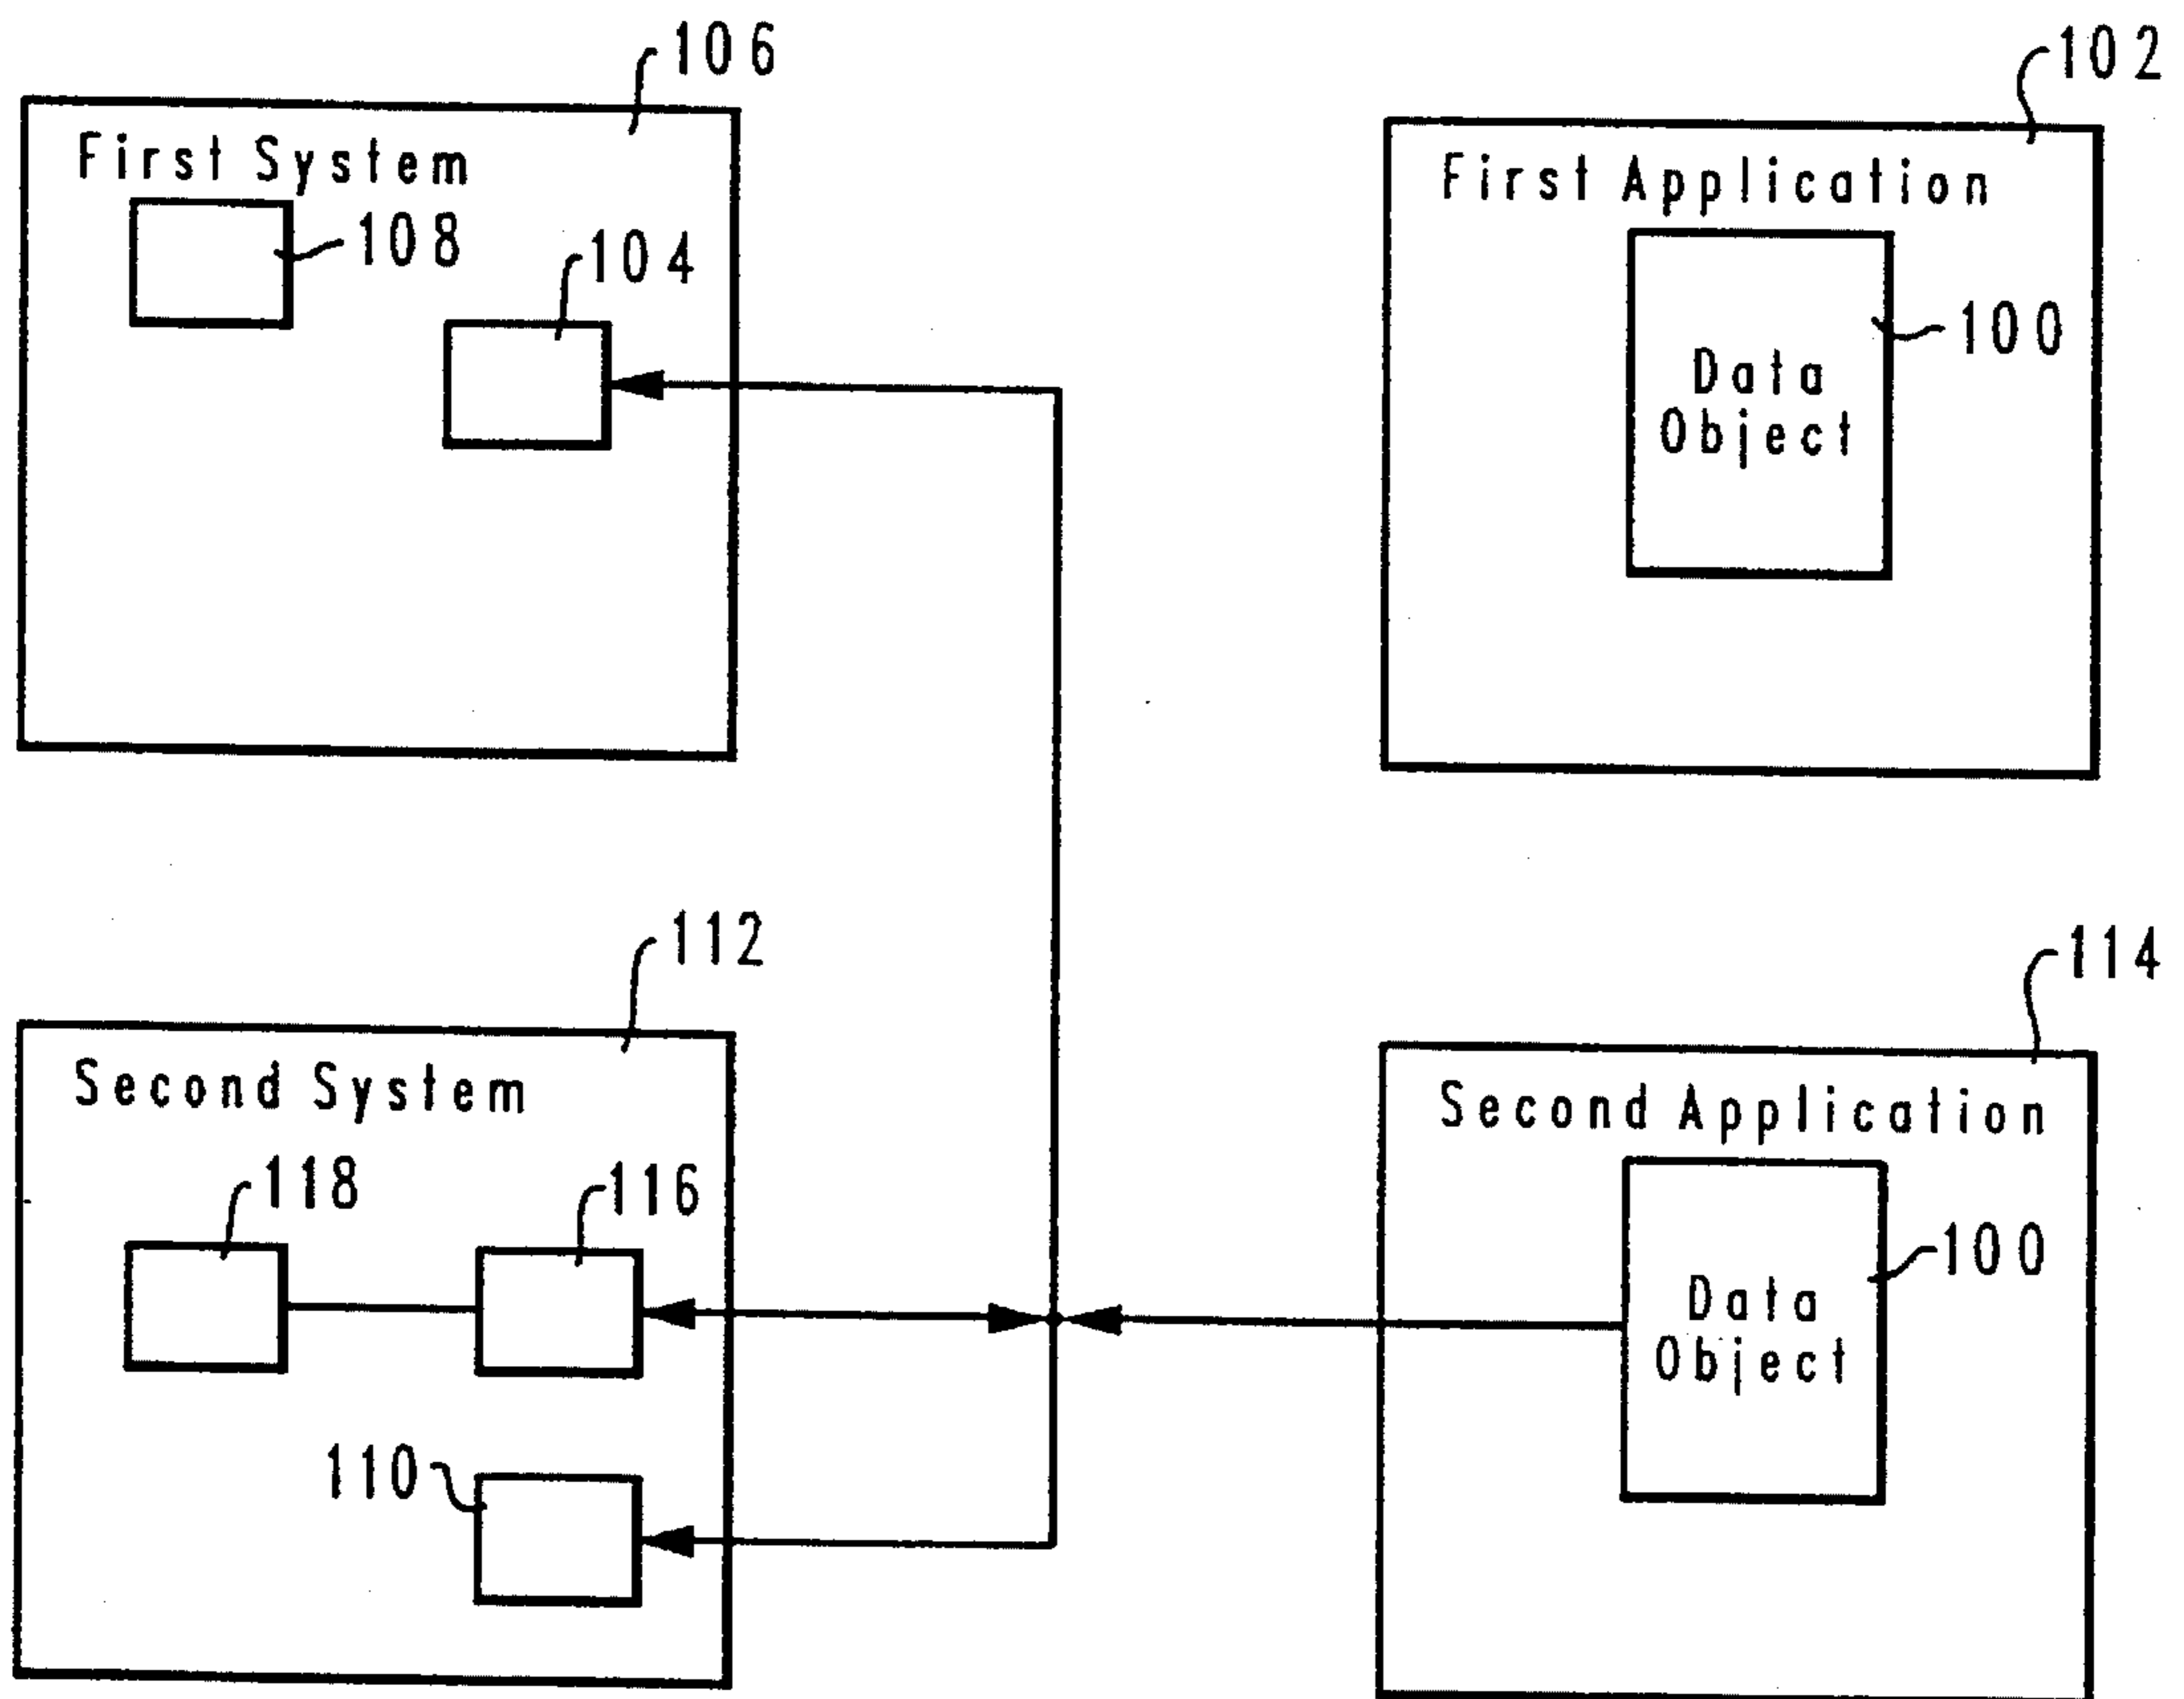 106
102
First System
First Application
108
104
100
Data
Object
112
114
Second System
Second Application
118
116
100
Data
Object
110